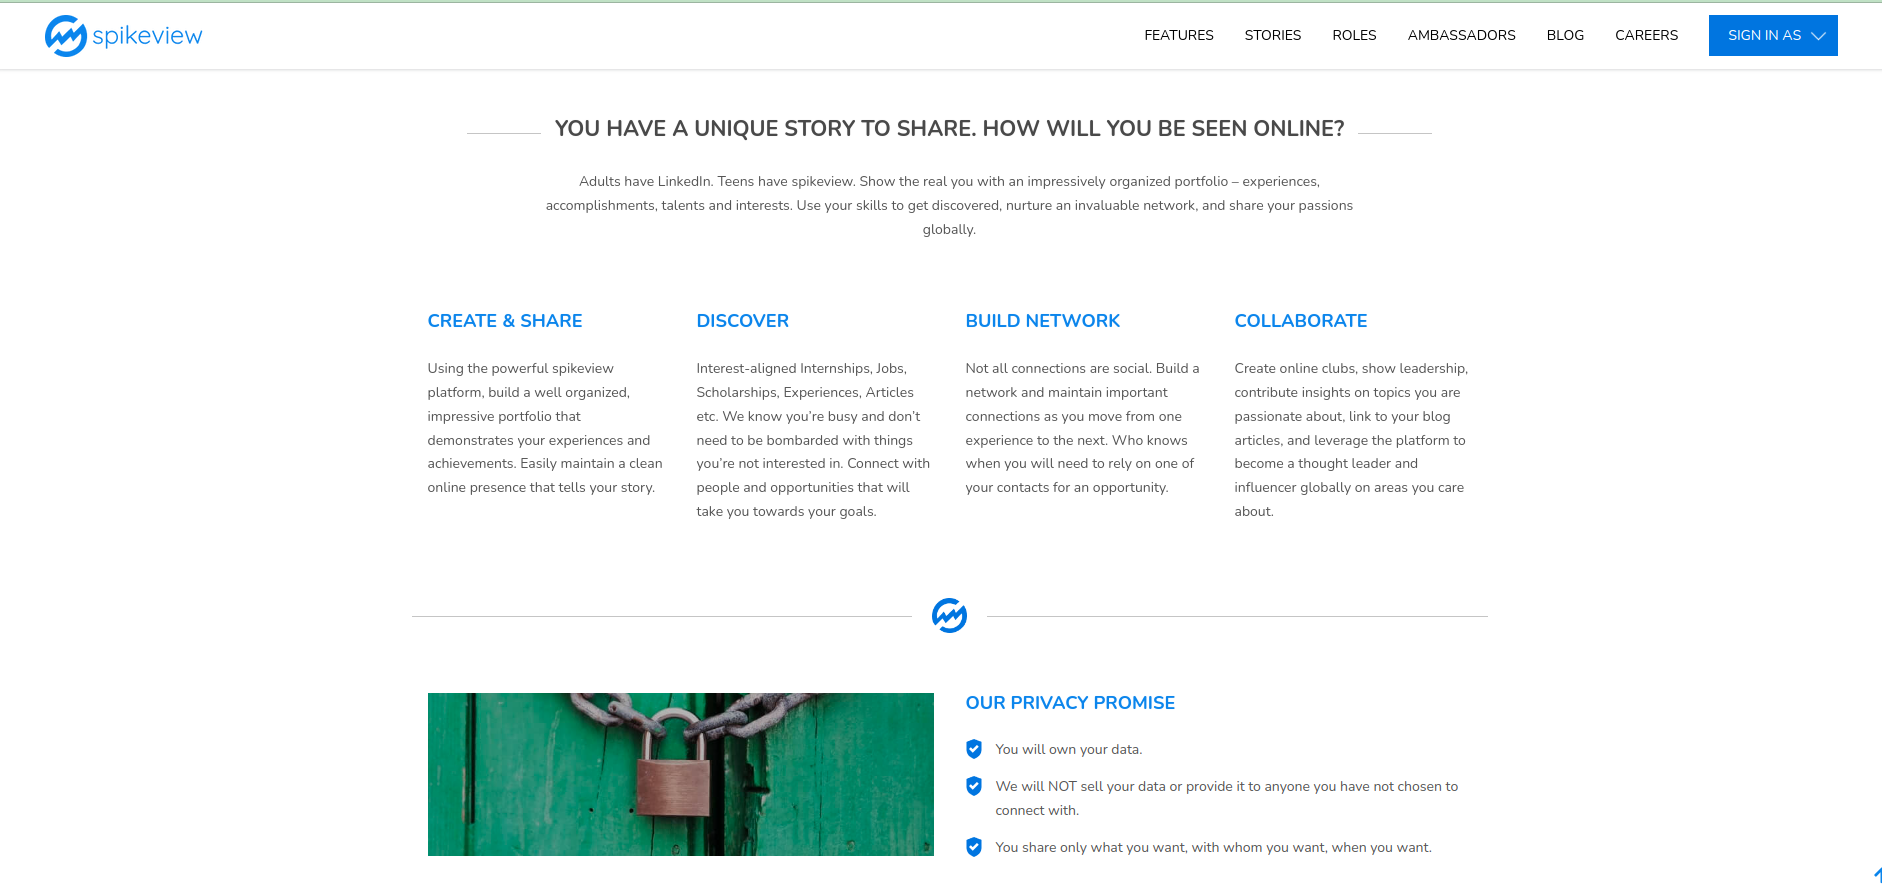 spikeview
FEATURES
STORIES
ROLES
AMBASSADORS
BLOG
CAREERS
SIGN IN AS
YOU HAVE A UNIQUE STORY TO SHARE. HOW WILL YOU BE SEEN ONLINE?
Adults have LinkedIn. Teens have spikeview. Show the real you with an impressively organized portfolio – experiences,
accomplishments, talents and interests. Use your skills to get discovered, nurture an invaluable network, and share your passions
globally.
CREATE & SHARE
Using the powerful spikeview
platform, build a well organized,
impressive portfolio that
demonstrates your experiences and
achievements. Easily maintain a clean
online presence that tells your story.
DISCOVER
Interest-aligned Internships, Jobs,
Scholarships, Experiences, Articles
etc. We know you’re busy and don’t
need to be bombarded with things
you’re not interested in. Connect with
people and opportunities that will
take you towards your goals.
BUILD NETWORK
Not all connections are social. Build a
network and maintain important
connections as you move from one
experience to the next. Who knows
when you will need to rely on one of
your contacts for an opportunity.
COLLABORATE
Create online clubs, show leadership,
contribute insights on topics you are
passionate about, link to your blog
articles, and leverage the platform to
become a thought leader and
influencer globally on areas you care
about.
OUR PRIVACY PROMISE
You will own your data.
We will NOT sell your data or provide it to anyone you have not chosen to
connect with.
You share only what you want, with whom you want, when you want.